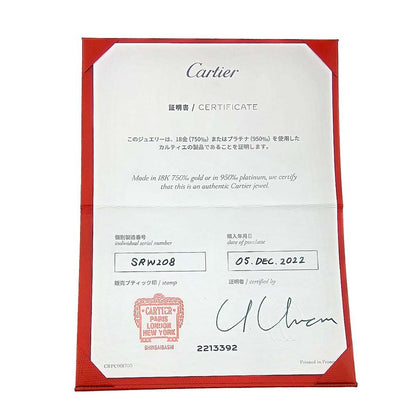 Cartier
証明書 / CERTIFICATE
このジュエリーは、18金(750‰)またはプラチナ(950‰)を使用した
カルティエの製品であることを証明します。
Made in 18K 750‰ gold or in 950‰ platinum, we certify
that this is an authentic Cartier jewel.
個別製造番号
individual serial number
購入年月日
date of purchase
SRW208
05. DEC. 2022
販売ブティック印 / stamp
証明者 / certified by
CARTIER
PARIS
LONDON
NEW YORK
SHINSAIBASHI
2213392
Printed in France